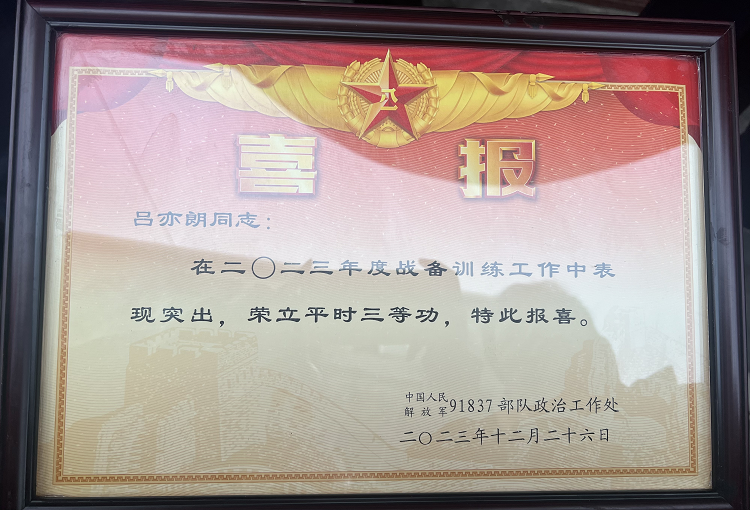 八一
喜报
吕亦朗同志：
在二〇二三年度战备训练工作中表
现突出，荣立平时三等功，特此报喜。
中国人民
解放军 91837部队政治工作处
二〇二三年十二月二十六日